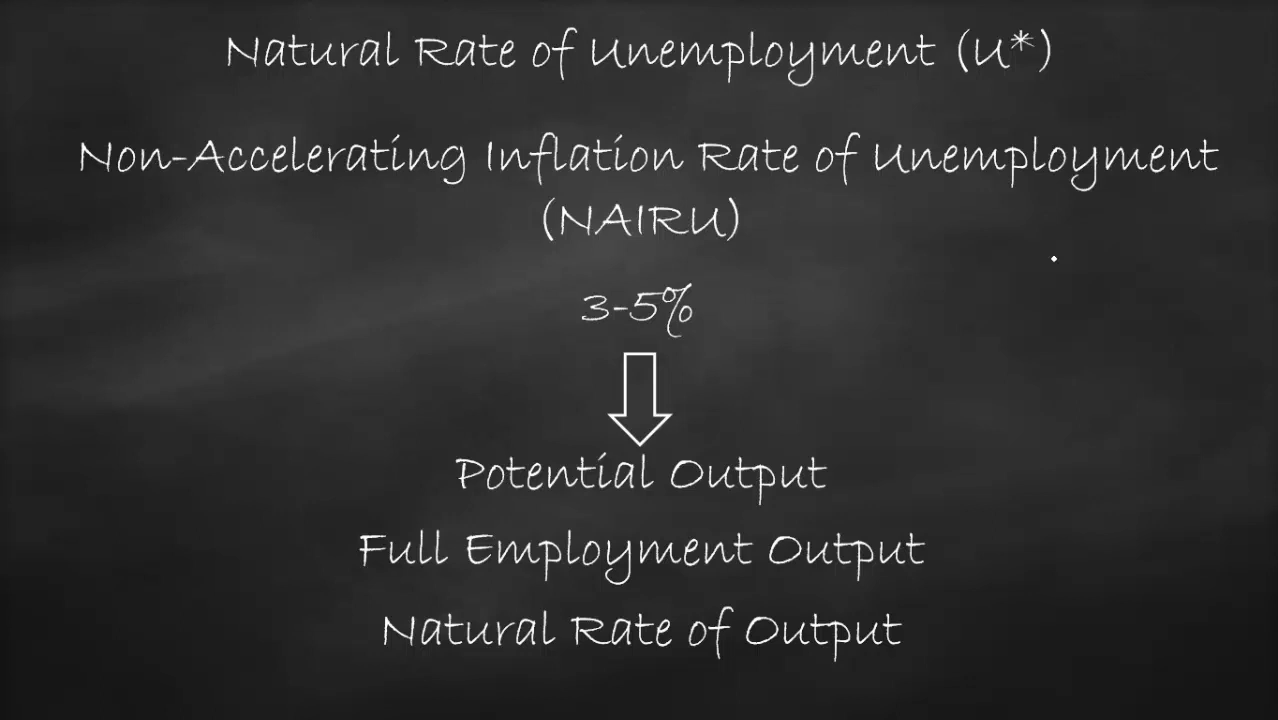 Natural Rate of Unemployment (U*)
Non-Accelerating Inflation Rate of Unemployment
(NAIRU)
3-5%
Potential Output
Full Employment Output
Natural Rate of Output